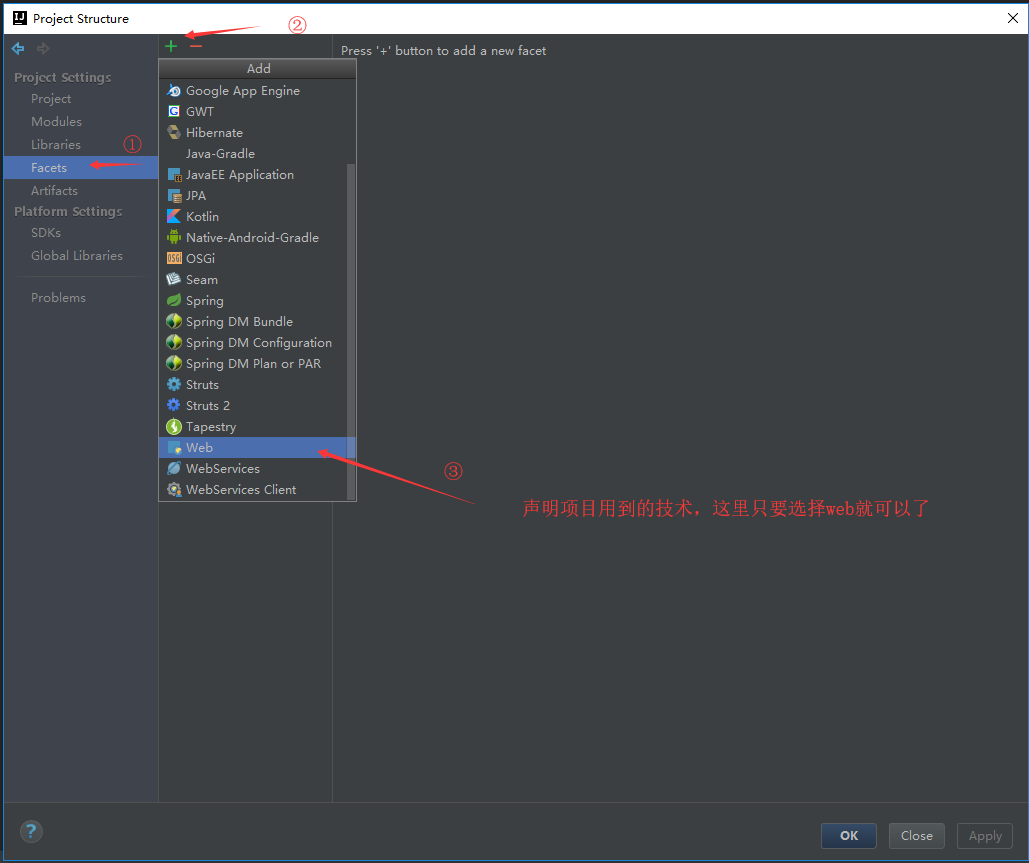 Project Structure
②
Press '+' button to add a new facet
Project Settings
Project
Modules
Libraries
①
Facets
Artifacts
Platform Settings
SDKs
Global Libraries
Problems
Add
Google App Engine
G GWT
Hibernate
Java-Gradle
JavaEE Application
JPA
Kotlin
Native-Android-Gradle
OSGi OSGi
Seam
Spring
Spring DM Bundle
Spring DM Configuration
Spring DM Plan or PAR
Struts
Struts 2
Tapestry
Web
WebServices
WebServices Client
③
声明项目用到的技术，这里只要选择web就可以了
?
OK
Close
Apply